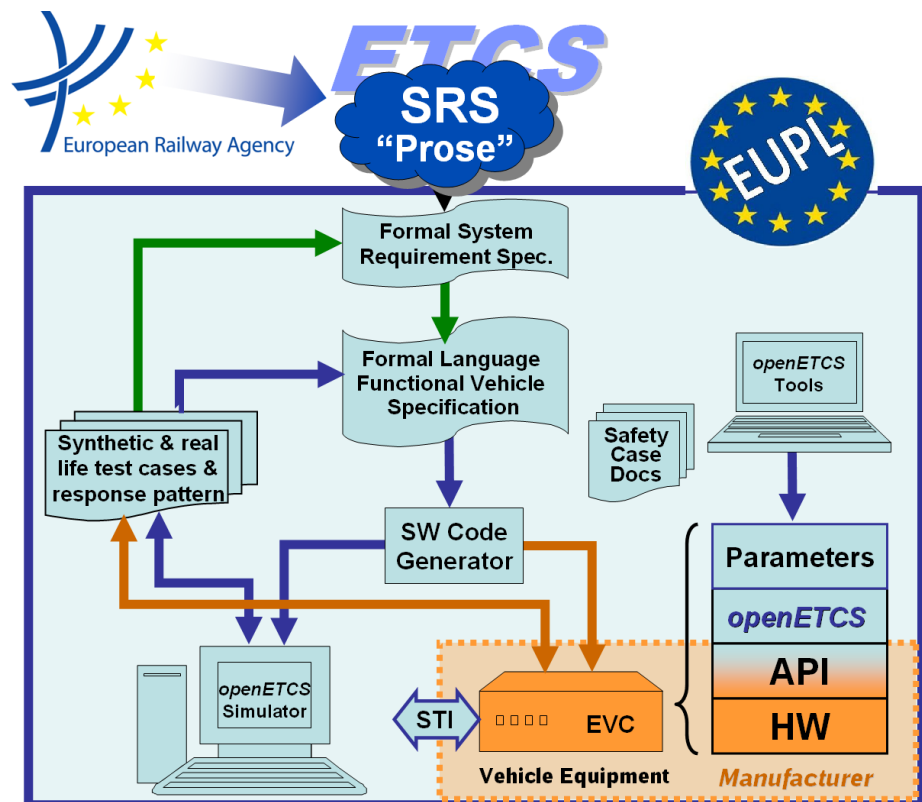 ETCS
SRS
“Prose”
European Railway Agency
EUPL
Formal System
Requirement Spec.
Formal Language
Functional Vehicle
Specification
openETCS
Tools
Synthetic & real
life test cases &
response pattern
Safety
Case
Docs
SW Code
Generator
Parameters
openETCS
API
HW
openETCS
Simulator
STI
EVC
Vehicle Equipment
Manufacturer